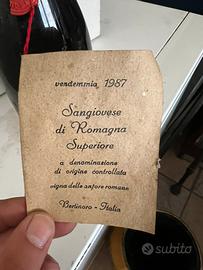 vendemmia 1987
Sangiovese
di Romagna
Superiore
a denominazione
di origine controllata
vigna delle anfore romane
Bertinoro - Italia
subito